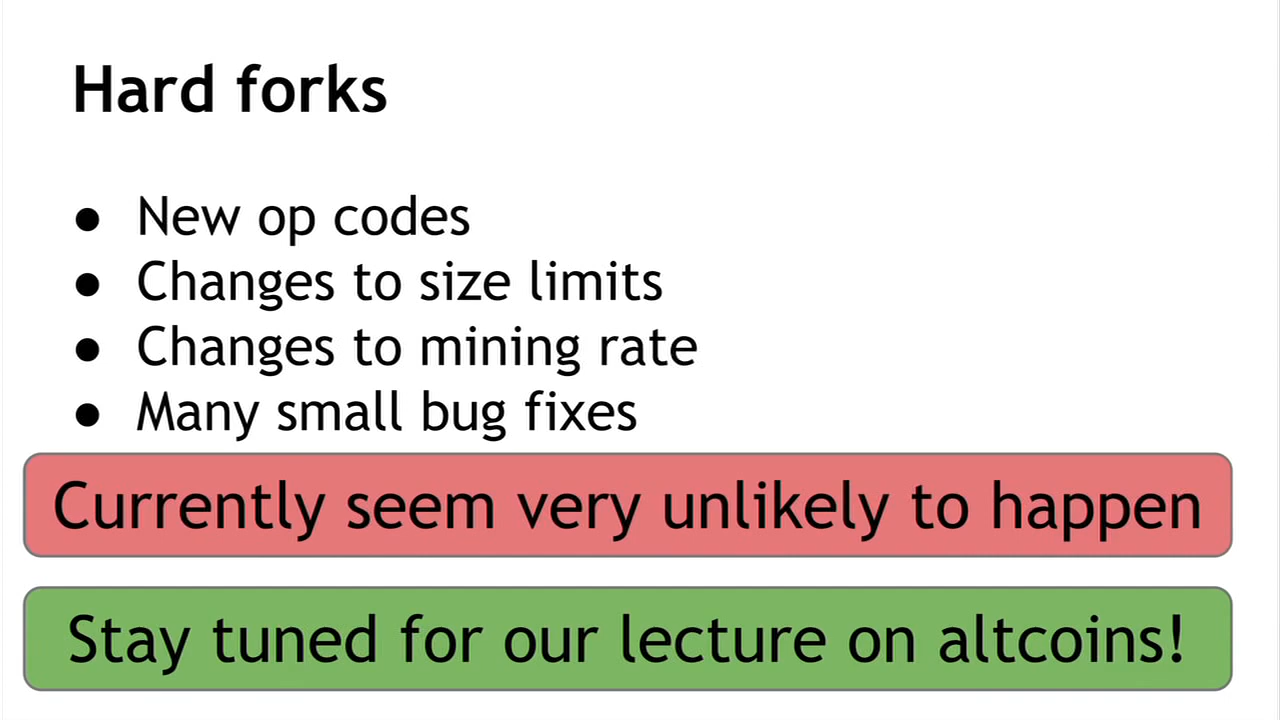 Hard forks
● New op codes
● Changes to size limits
● Changes to mining rate
● Many small bug fixes
Currently seem very unlikely to happen
Stay tuned for our lecture on altcoins!